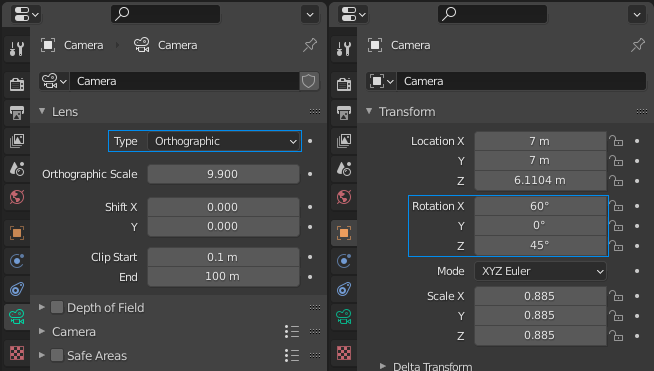 Camera Camera
Camera
Lens
Type Orthographic
Orthographic Scale 9.900
Shift X 0.000
Y 0.000
Clip Start 0.1 m
End 100 m
Depth of Field
Camera
Safe Areas
Camera
Camera
Transform
Location X 7 m
Y 7 m
Z 6.1104 m
Rotation X 60°
Y 0°
Z 45°
Mode XYZ Euler
Scale X 0.885
Y 0.885
Z 0.885
Delta Transform